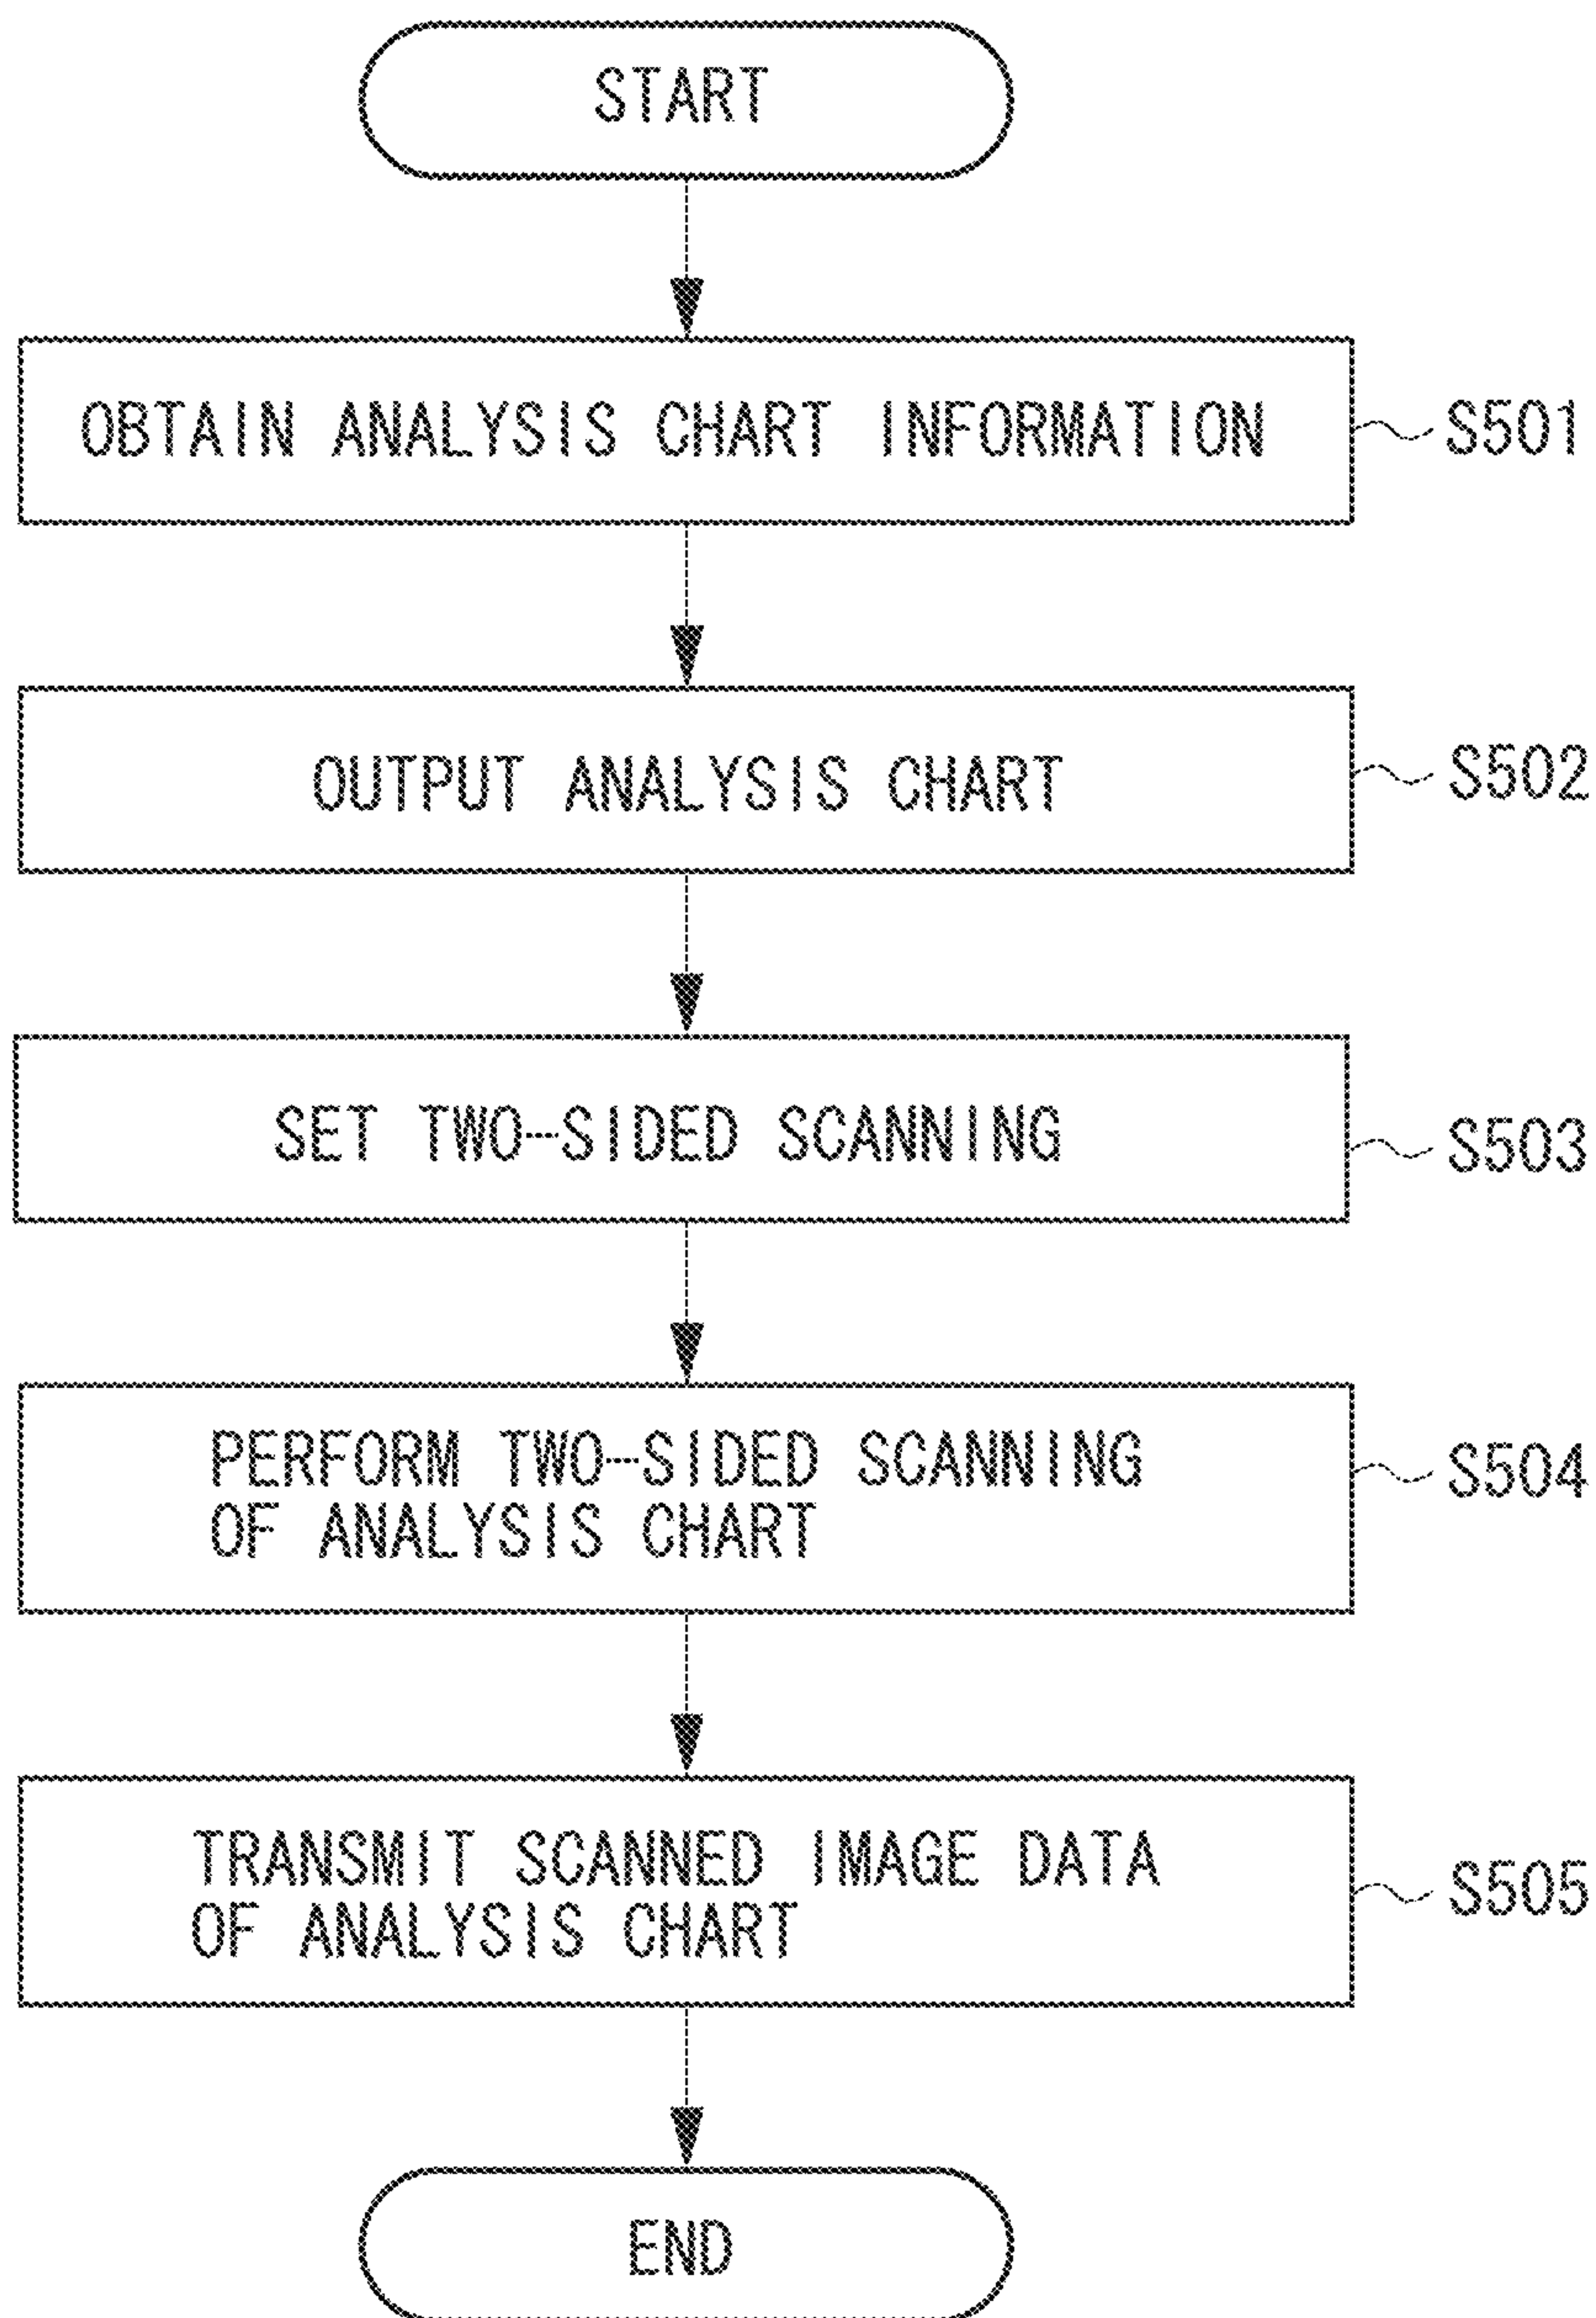 START
OBTAIN ANALYSIS CHART INFORMATION
S501
OUTPUT ANALYSIS CHART
S502
SET TWO-SIDED SCANNING
S503
PERFORM TWO-SIDED SCANNING
OF ANALYSIS CHART
S504
TRANSMIT SCANNED IMAGE DATA
OF ANALYSIS CHART
S505
END